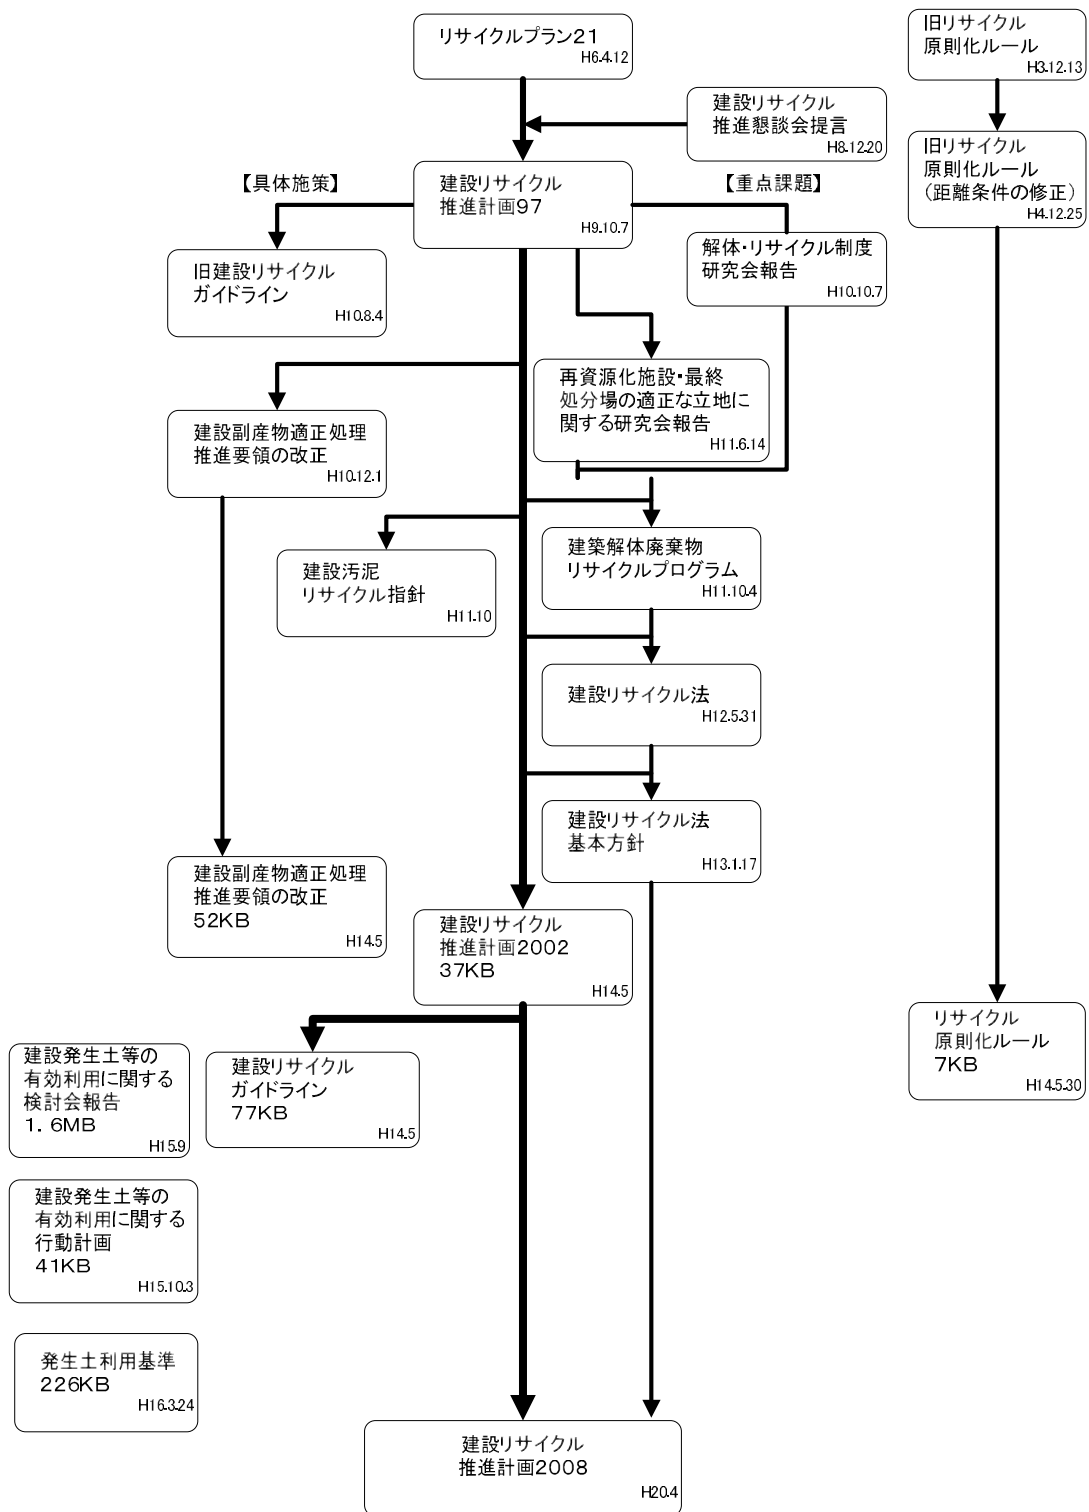 リサイクルプラン21
H6.4.12
旧リサイクル
原則化ルール
H3.12.13
建設リサイクル
推進懇談会提言
H8.12.20
旧リサイクル
原則化ルール
(距離条件の修正)
H4.12.25
【具体施策】
建設リサイクル
推進計画97
H9.10.7
【重点課題】
旧建設リサイクル
ガイドライン
H10.8.4
解体・リサイクル制度
研究会報告
H10.10.7
再資源化施設・最終
処分場の適正な立地に
関する研究会報告
H11.6.14
建設副産物適正処理
推進要領の改正
H10.12.1
建設汚泥
リサイクル指針
H11.10
建築解体廃棄物
リサイクルプログラム
H11.10.4
建設リサイクル法
H12.5.31
建設リサイクル法
基本方針
H13.1.17
建設副産物適正処理
推進要領の改正
52KB
H14.5
建設リサイクル
推進計画2002
37KB
H14.5
リサイクル
原則化ルール
7KB
H14.5.30
建設発生土等の
有効利用に関する
検討会報告
1.6MB
H15.9
建設リサイクル
ガイドライン
77KB
H14.5
建設発生土等の
有効利用に関する
行動計画
41KB
H15.10.3
発生土利用基準
226KB
H16.3.24
建設リサイクル
推進計画2008
H20.4